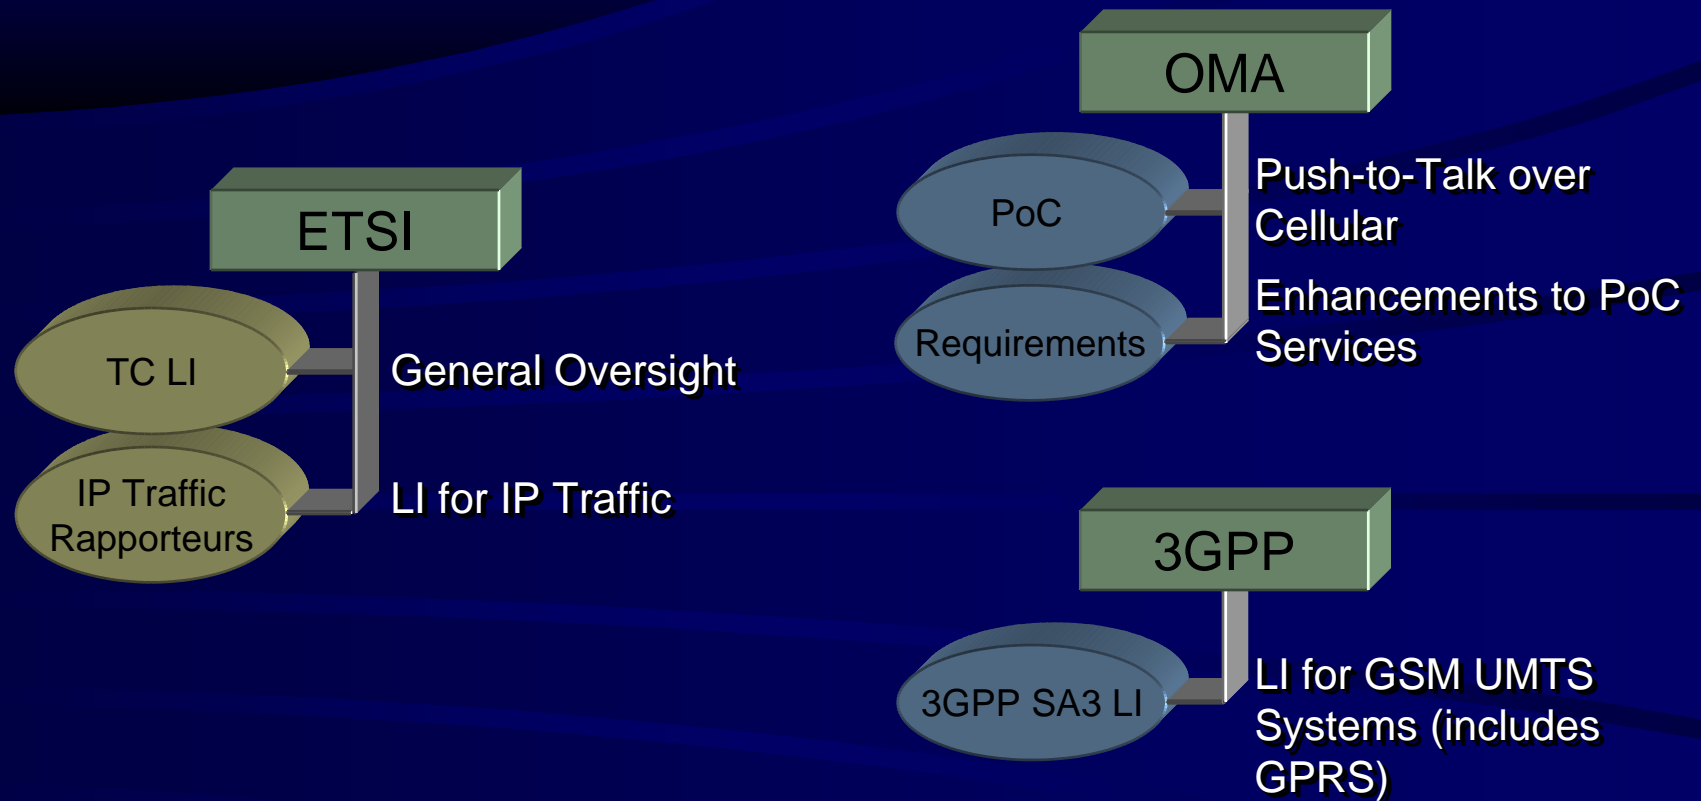 ETSI
TC LI
General Oversight
IP Traffic
Rapporteurs
LI for IP Traffic
OMA
PoC
Push-to-Talk over
Cellular
Requirements
Enhancements to PoC
Services
3GPP
3GPP SA3 LI
LI for GSM UMTS
Systems (includes
GPRS)